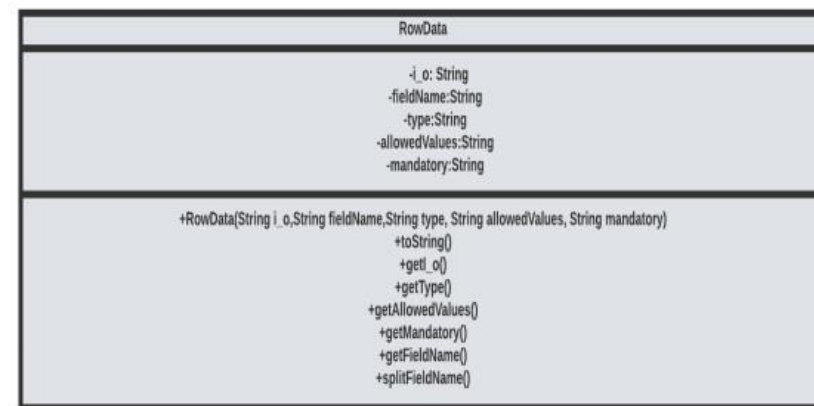 RowData
-i_o: String
-fieldName:String
-type:String
-allowedValues:String
-mandatory:String
+RowData(String i_o,String fieldName,String type, String allowedValues, String mandatory)
+toString()
+getI_o()
+getType()
+getAllowedValues()
+getMandatory()
+getFieldName()
+splitFieldName()